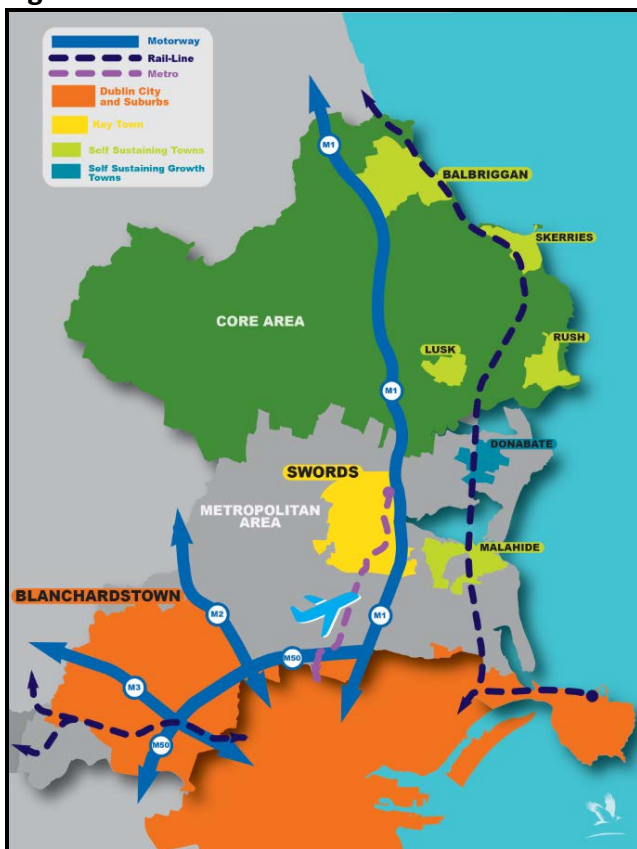 Motorway
Rail-Line
Metro
Dublin City
and Suburbs
Key Town
Self Sustaining Towns
Self Sustaining Growth
Towns
M1
BALBRIGGAN
SKERRIES
CORE AREA
LUSK
RUSH
M1
DONABATE
SWORDS
METROPOLITAN
AREA
MALAHIDE
BLANCHARDSTOWN
M2
M1
M50
M3
M50